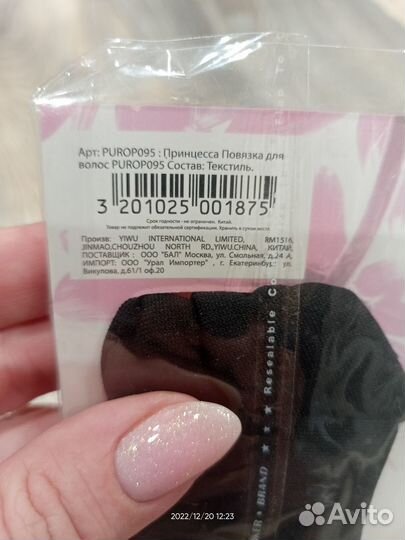 Арт: PUROP095 : Принцесса Повязка для
волос PUROP095 Состав: Текстиль.
3 201025 001875
Срок годности - не ограничен. Китай.
Товар не подлежит обязательной сертификации. Хранить в сухом месте.
Произв: YIWU INTERNATIONAL LIMITED, RM1516,
JINMAO,CHOUZHOU NORTH RD.,YIWU.CHINA, КИТАЙ,
ПОСТАВЩИК : ООО "БАЛ" Москва, ул. Смольная, д.24 А,
ИМПОРТ: ООО "Урал Импортер" , г. Екатеринбург, ул.
Викулова, д.61/1 оф.20
BRAND ★ ★ ★ Resealable
2022/12/20 12:23
Avito